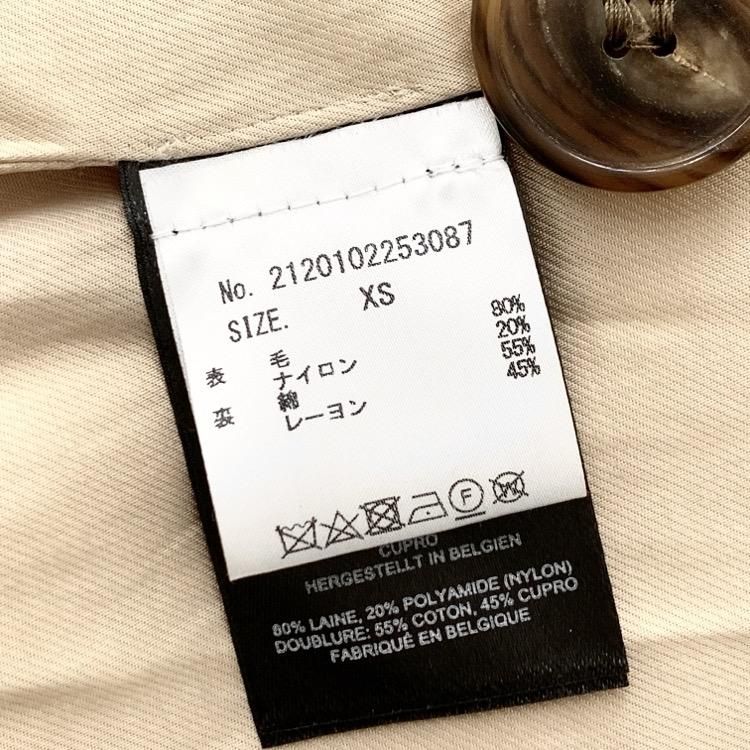 No. 2120102253087
SIZE. XS
表 毛 80%
ナイロン 20%
裏 綿 55%
レーヨン 45%
F
W
CUPRO
HERGESTELLT IN BELGIEN
80% LAINE, 20% POLYAMIDE (NYLON)
DOUBLURE: 55% COTON, 45% CUPRO
FABRIQUÉ EN BELGIQUE